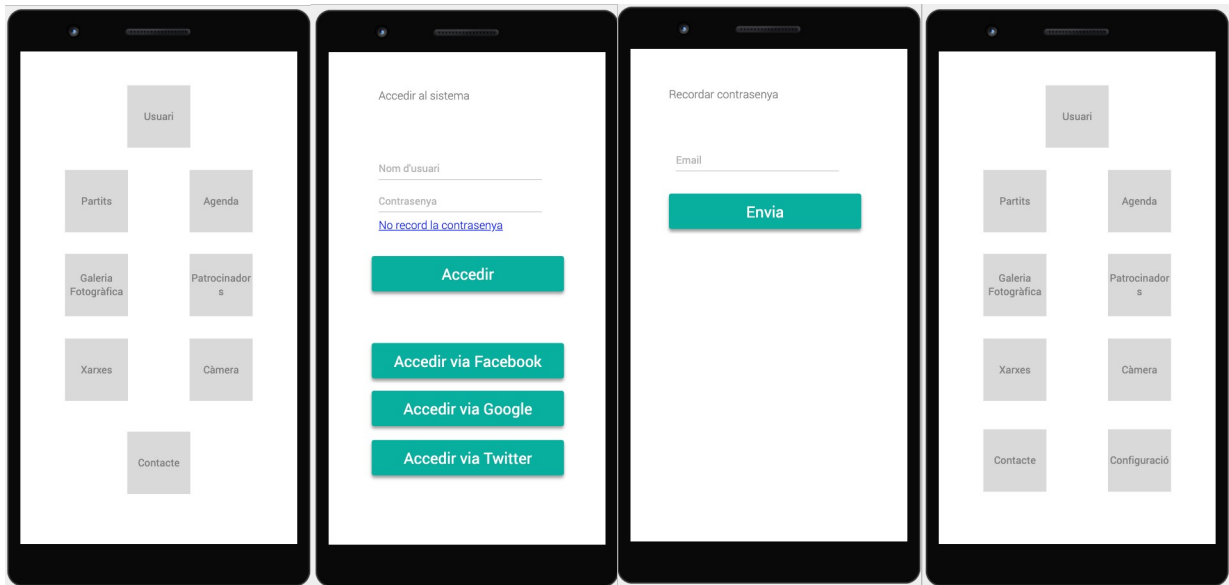 Usuari
Partits
Agenda
Galeria
Fotogràfica
Patrocinador
s
Xarxes
Càmera
Contacte
Accedir al sistema
Nom d'usuari
Contrasenya
No record la contrasenya
Accedir
Accedir via Facebook
Accedir via Google
Accedir via Twitter
Recordar contrasenya
Email
Envia
Usuari
Partits
Agenda
Galeria
Fotogràfica
Patrocinador
s
Xarxes
Càmera
Contacte
Configuració